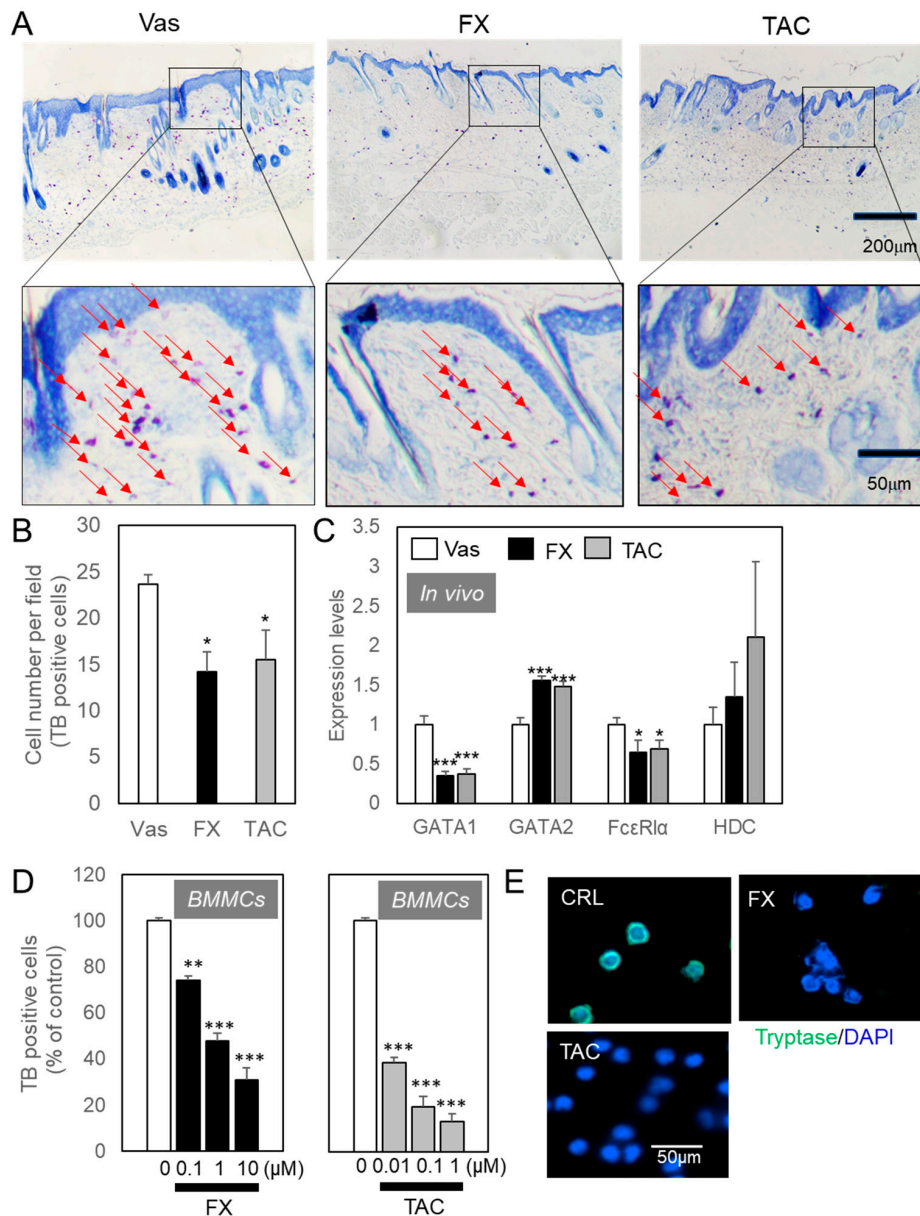 A
Vas
FX
TAC
200μm
50μm
B
30
25
20
15
10
5
0
Cell number per field
(TB positive cells)
*
*
Vas
FX
TAC
C
3.5
3
2.5
2
1.5
1
0.5
0
Expression levels
Vas
FX
TAC
In vivo
***
***
***
***
*
*
GATA1
GATA2
FcεRIα
HDC
D
120
100
80
60
40
20
0
TB positive cells
(% of control)
BMMCs
**
***
***
0 0.1 1 10 (μM)
FX
BMMCs
***
***
***
0 0.01 0.1 1 (μM)
TAC
E
CRL
FX
Tryptase/DAPI
TAC
50μm